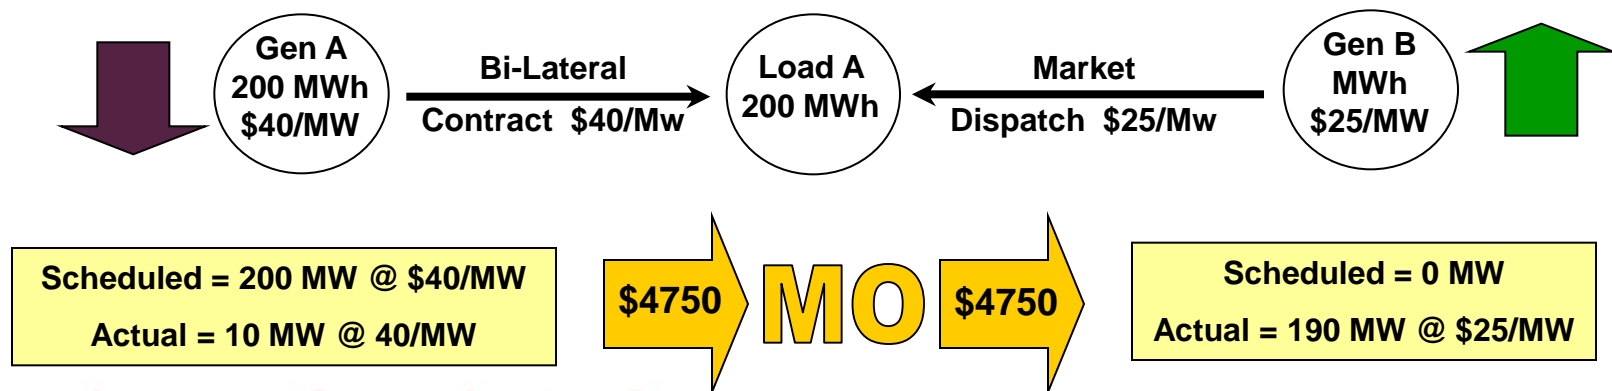 Gen A
200 MWh
$40/MW
Bi-Lateral
Contract $40/Mw
Load A
200 MWh
Market
Dispatch $25/Mw
Gen B
MWh
$25/MW
Scheduled = 200 MW @ $40/MW
Actual = 10 MW @ 40/MW
$4750
MO
$4750
Scheduled = 0 MW
Actual = 190 MW @ $25/MW